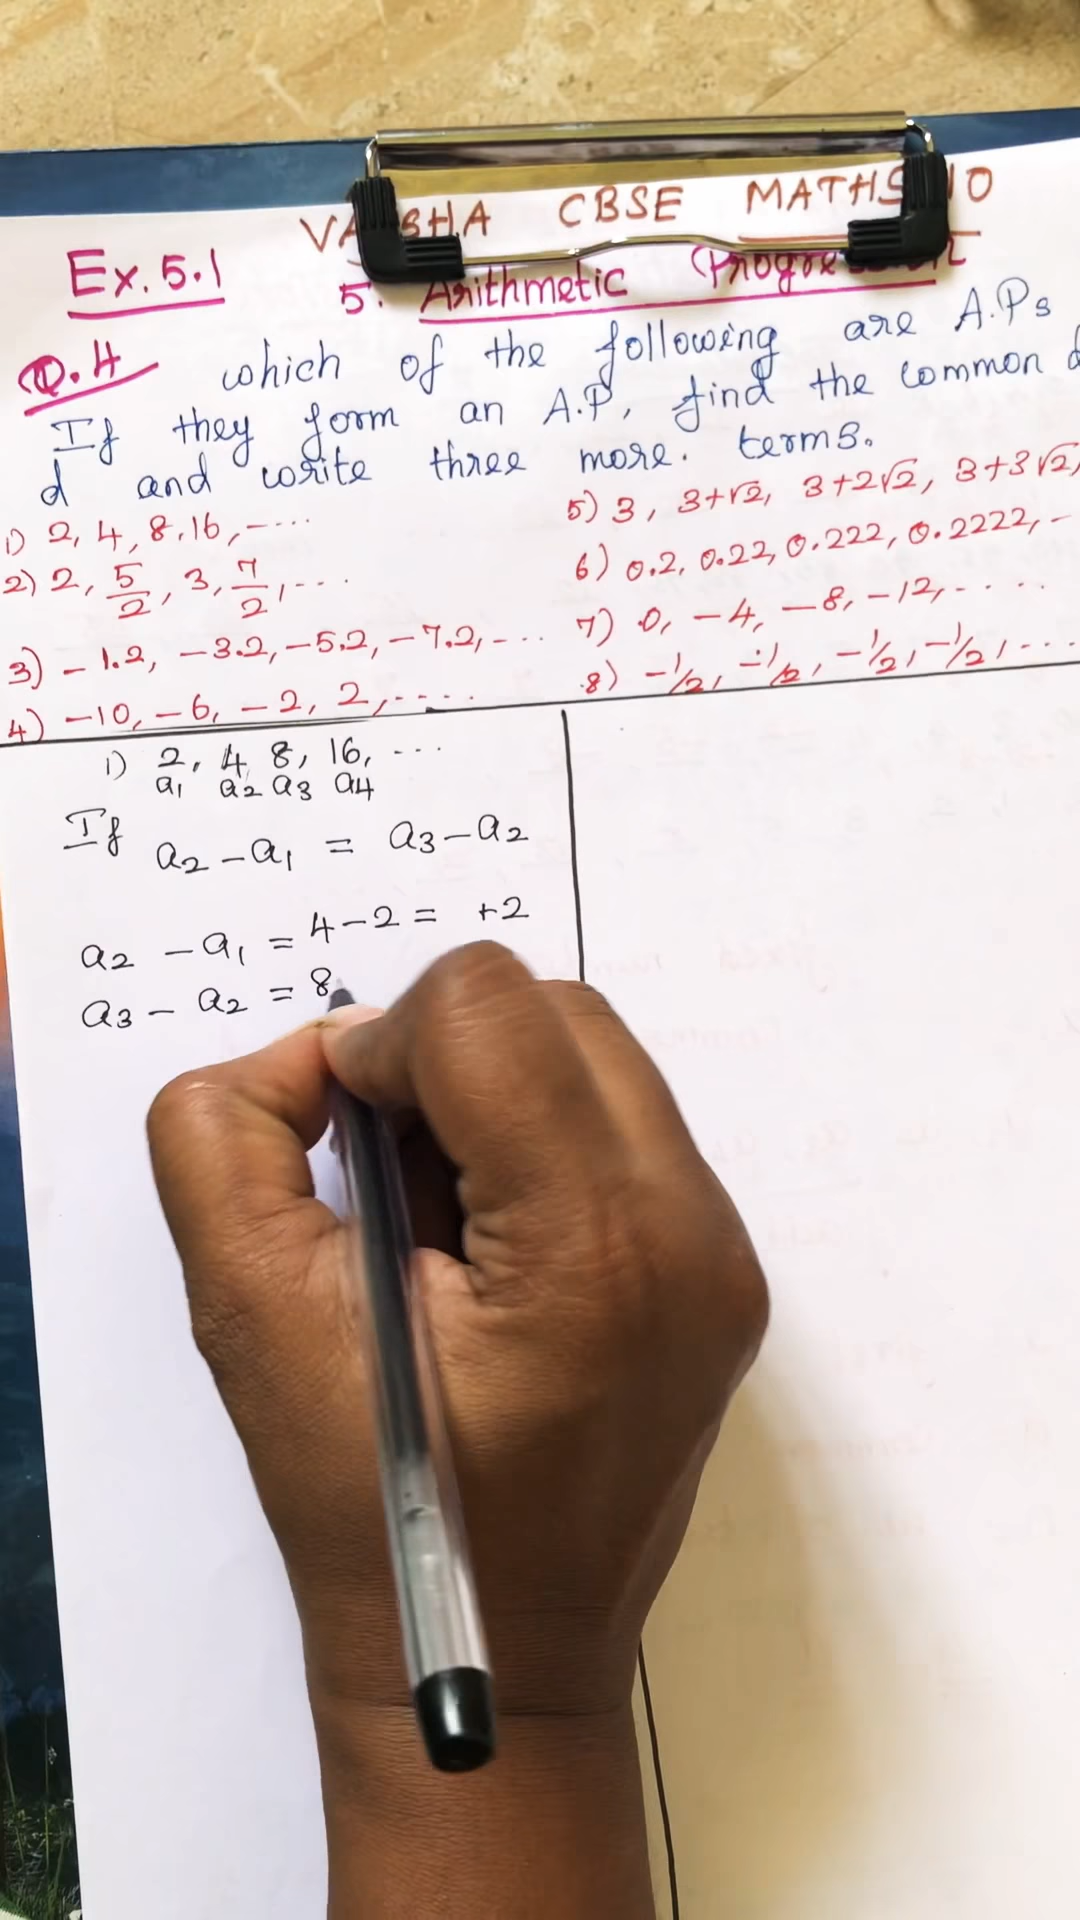 CBSE MATHS 10
Ex. 5.1
5. Arithmetic
Q.4 which of the following are A.Ps
If they form an A.P, find the common
d and write three more. terms.
1) 2, 4, 8, 16, -....
2) 2, 5/2, 3, 7/2, ...
3) -1.2, -3.2, -5.2, -7.2, -...
4) -10, -6, -2, 2, -....
5) 3, 3+√2, 3+2√2, 3+3√2,
6) 0.2, 0.22, 0.222, 0.2222, -
7) 0, -4, -8, -12, -....
8) -1/2, -1/2, -1/2, -1/2, ...
1) 2, 4, 8, 16, ...
a1 a2 a3 a4
If a2 - a1 = a3 - a2
a2 - a1 = 4 - 2 = +2
a3 - a2 = 8